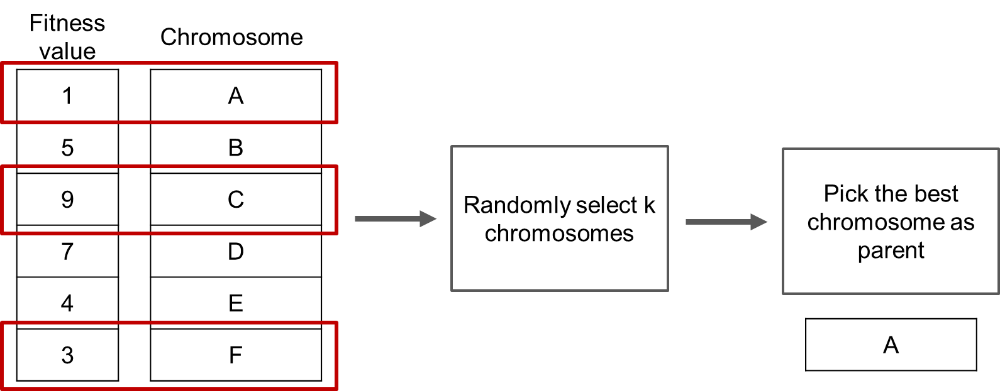 Fitness
value
Chromosome
1 A
5 B
9 C
7 D
4 E
3 F
Randomly select k
chromosomes
Pick the best
chromosome as
parent
A